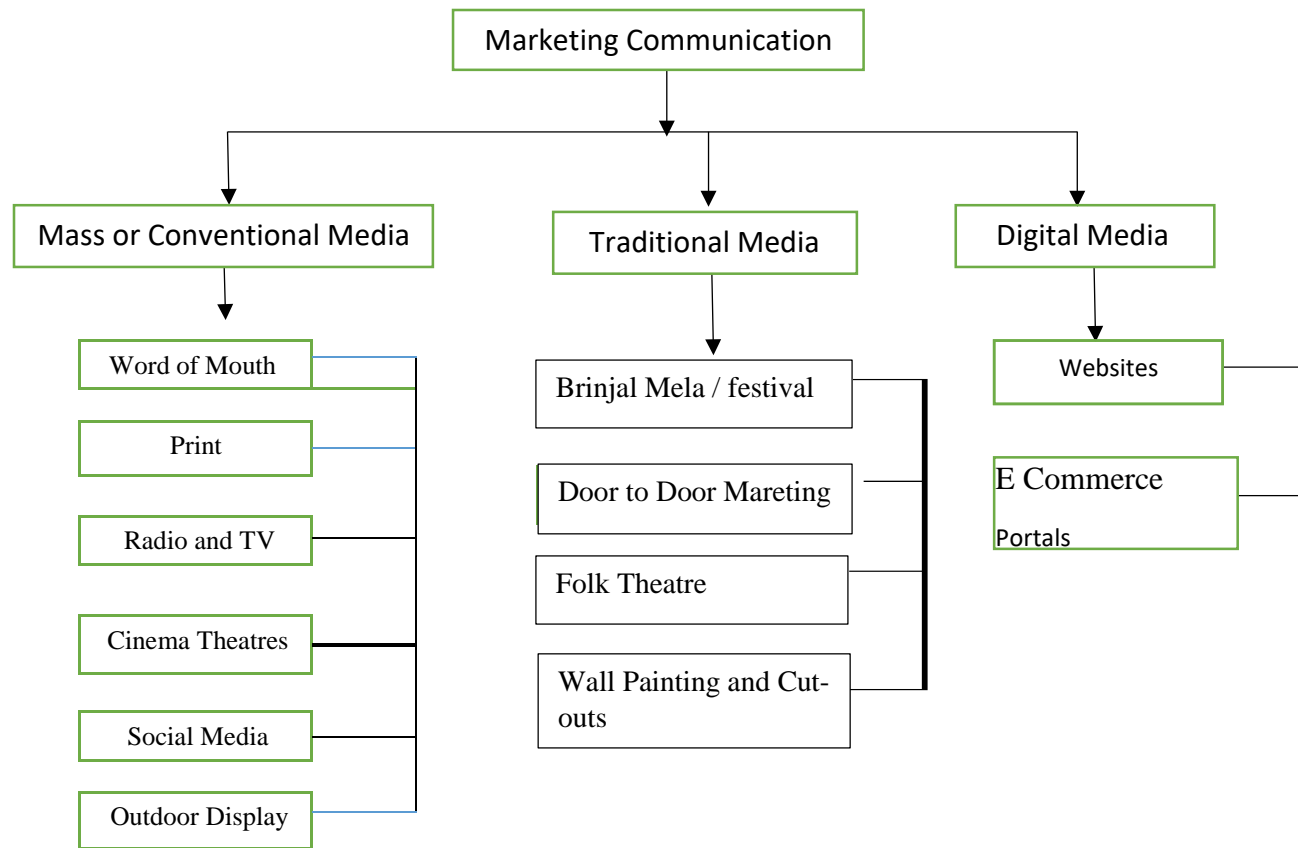 Marketing Communication
Mass or Conventional Media
Traditional Media
Digital Media
Word of Mouth
Print
Radio and TV
Cinema Theatres
Social Media
Outdoor Display
Brinjal Mela / festival
Door to Door Mareting
Folk Theatre
Wall Painting and Cut-
outs
Websites
E Commerce
Portals